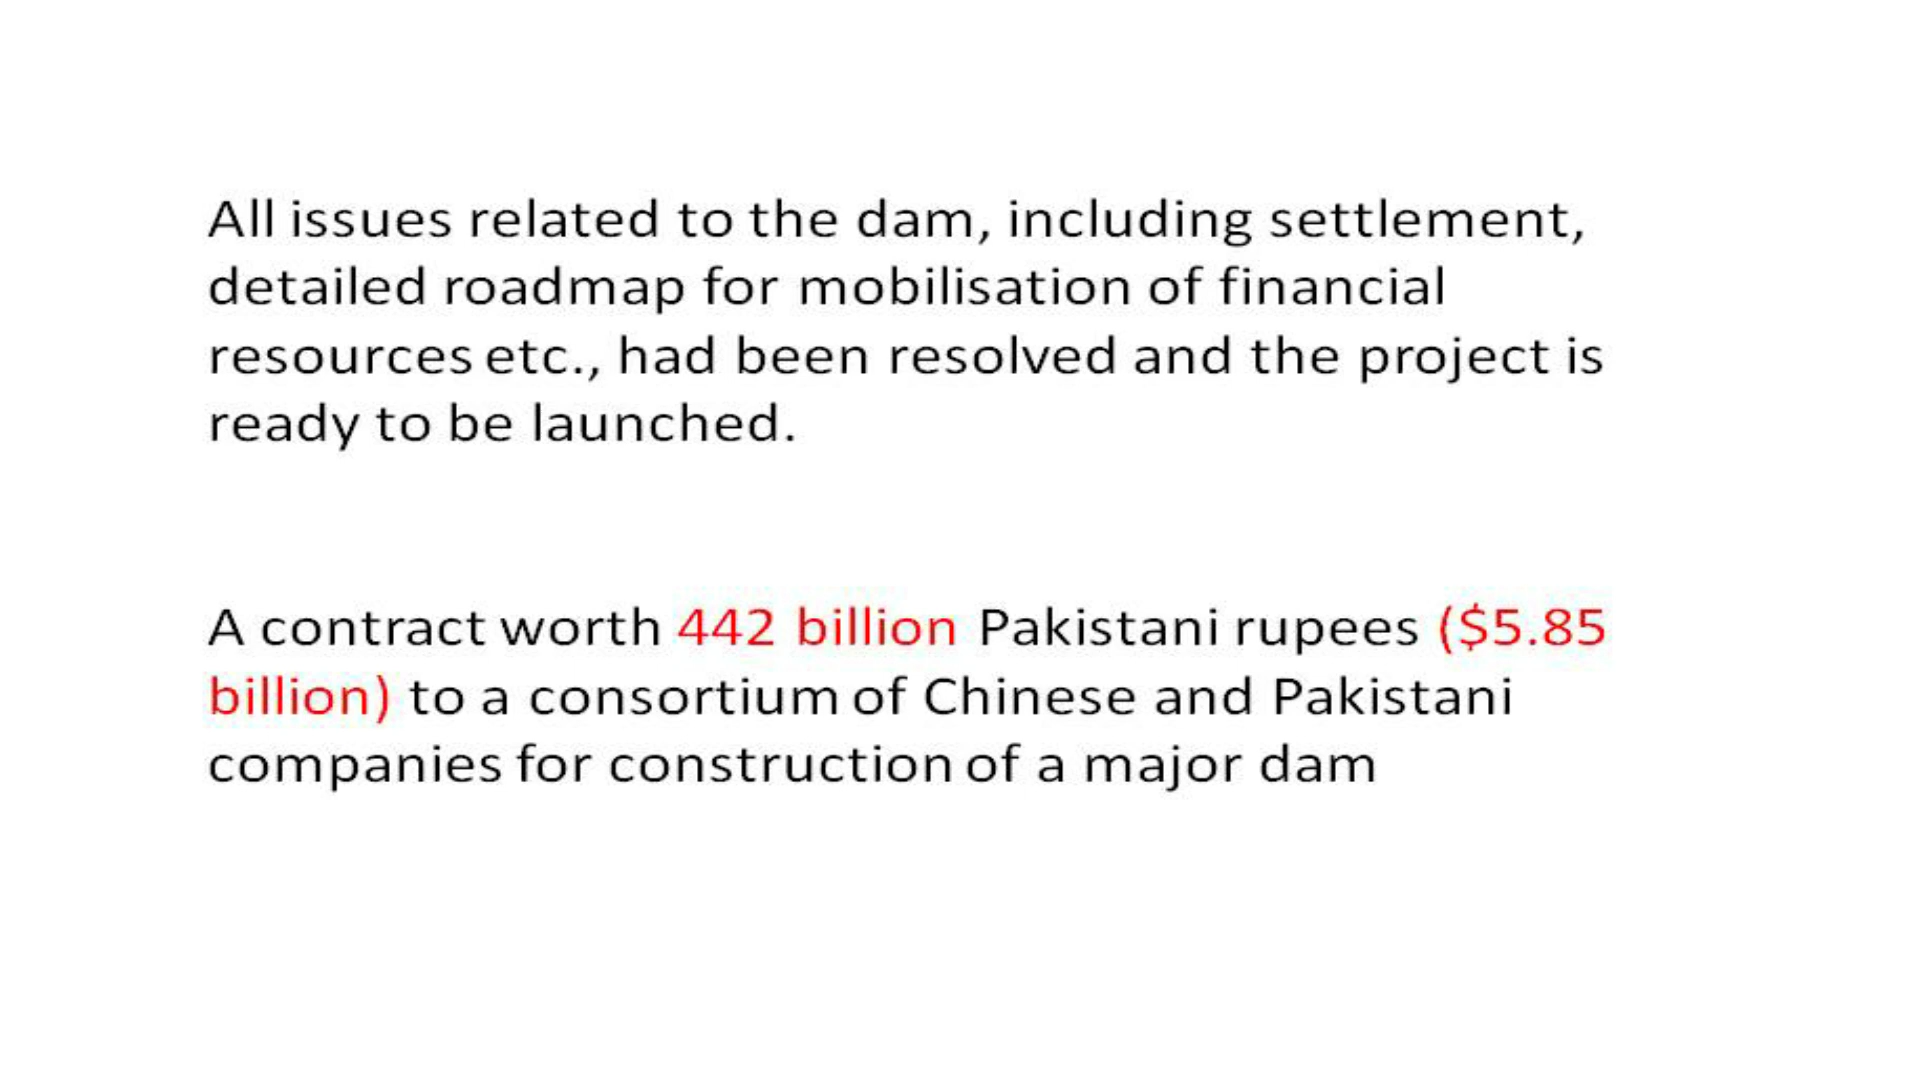 All issues related to the dam, including settlement,
detailed roadmap for mobilisation of financial
resources etc., had been resolved and the project is
ready to be launched.
A contract worth 442 billion Pakistani rupees ($5.85
billion) to a consortium of Chinese and Pakistani
companies for construction of a major dam